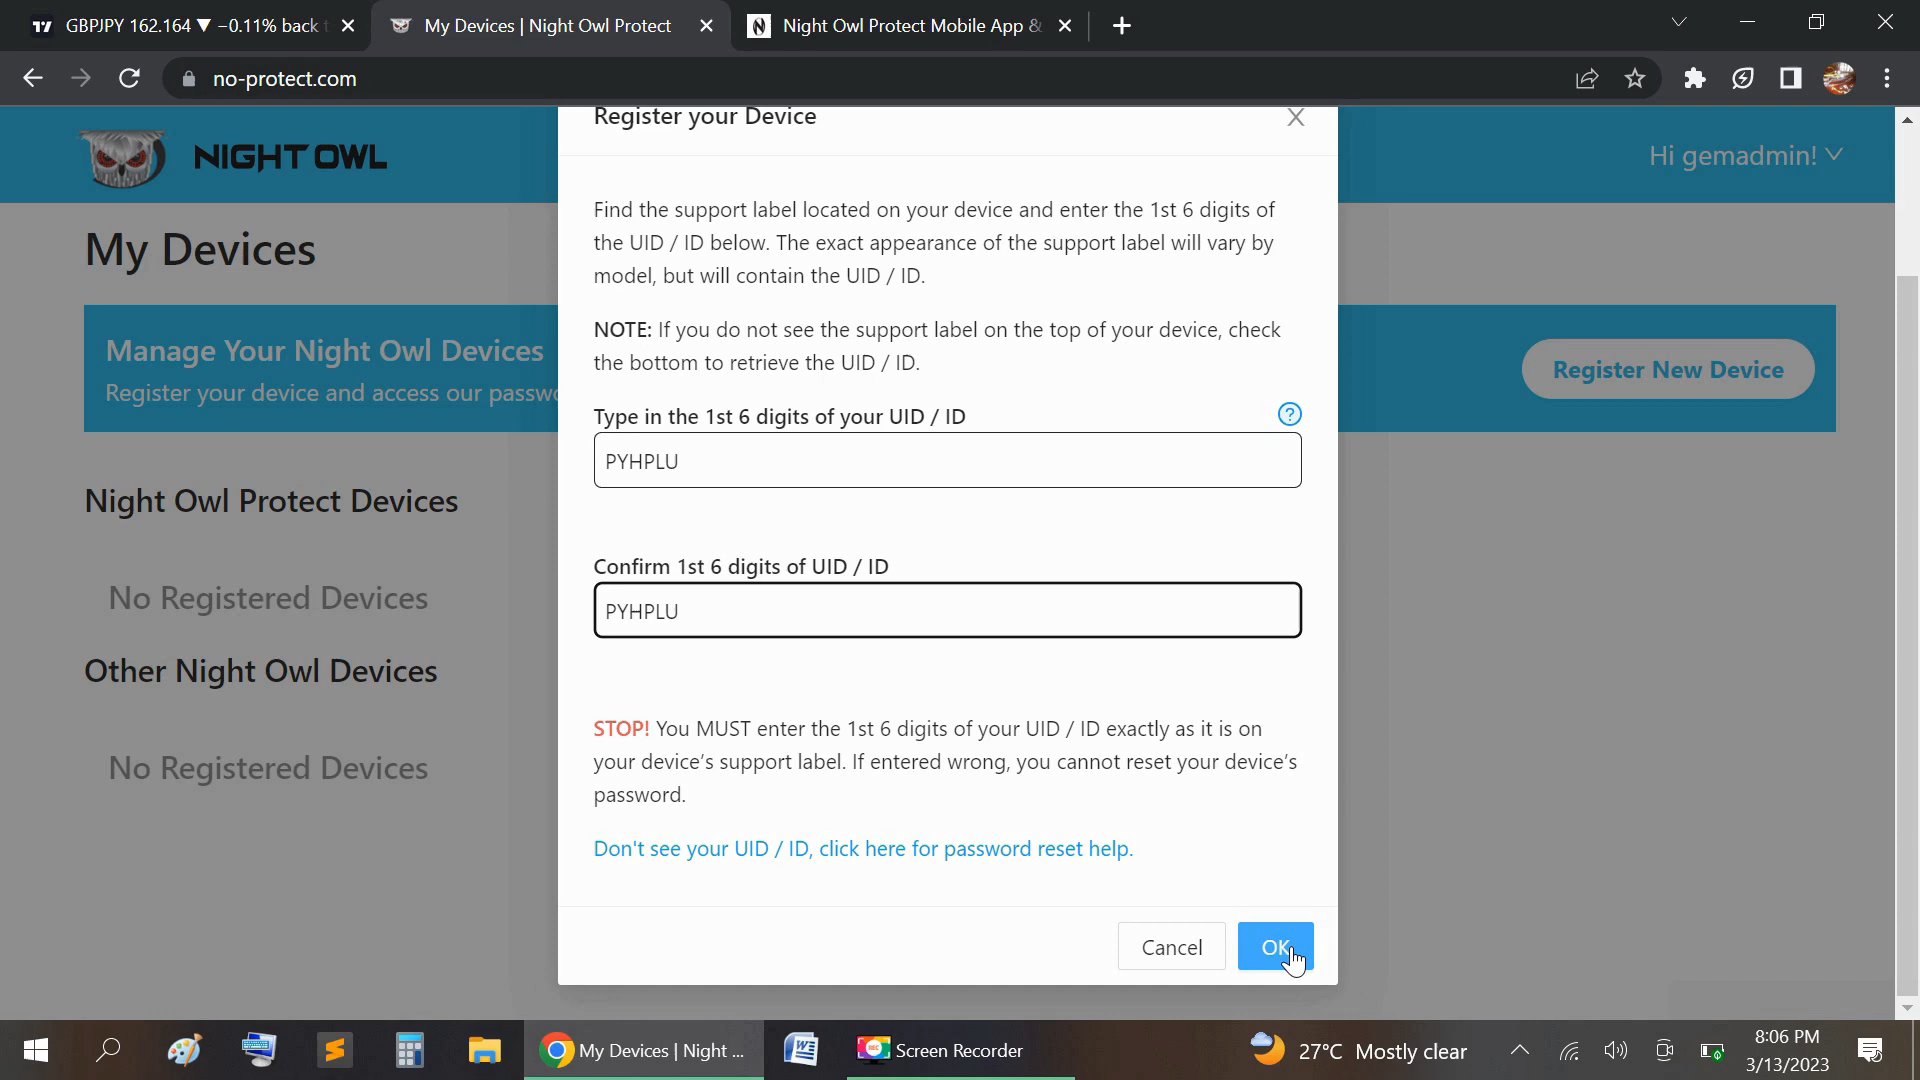 GBPJPY 162.164 ▼ −0.11% back
My Devices | Night Owl Protect
Night Owl Protect Mobile App &
no-protect.com
NIGHT OWL
Hi gemadmin!
My Devices
Manage Your Night Owl Devices
Register your device and access our passw
Register New Device
Night Owl Protect Devices
No Registered Devices
Other Night Owl Devices
No Registered Devices
Register your Device
Find the support label located on your device and enter the 1st 6 digits of
the UID / ID below. The exact appearance of the support label will vary by
model, but will contain the UID / ID.
NOTE: If you do not see the support label on the top of your device, check
the bottom to retrieve the UID / ID.
Type in the 1st 6 digits of your UID / ID
?
PYHPLU
Confirm 1st 6 digits of UID / ID
PYHPLU
STOP! You MUST enter the 1st 6 digits of your UID / ID exactly as it is on
your device's support label. If entered wrong, you cannot reset your device's
password.
Don't see your UID / ID, click here for password reset help.
Cancel
OK
My Devices | Night ...
REC
Screen Recorder
27°C Mostly clear
8:06 PM
3/13/2023